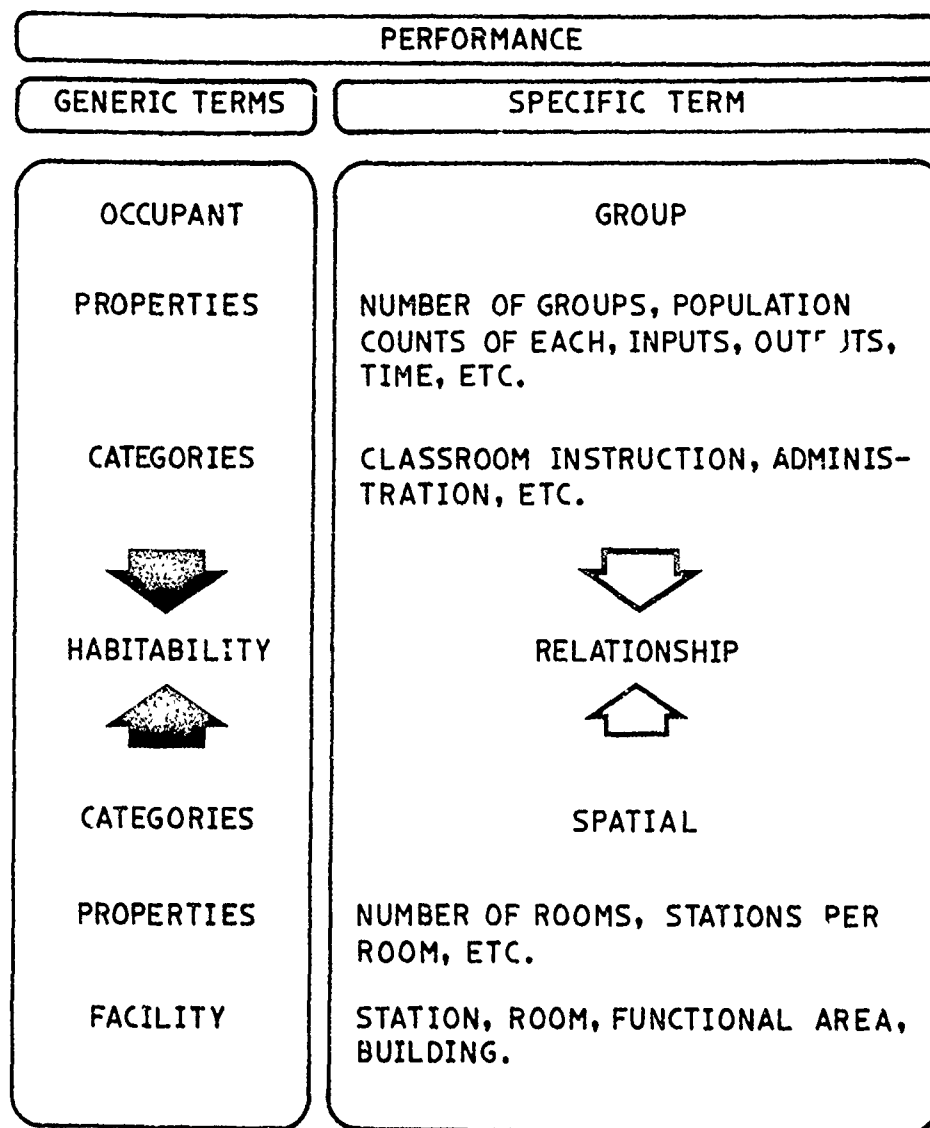 PERFORMANCE
GENERIC TERMS
SPECIFIC TERM
OCCUPANT
GROUP
PROPERTIES
NUMBER OF GROUPS, POPULATION
COUNTS OF EACH, INPUTS,
TIME, ETC.
CATEGORIES
CLASSROOM INSTRUCTION, ADMINIS-
TRATION, ETC.
HABITABILITY
RELATIONSHIP
CATEGORIES
SPATIAL
PROPERTIES
NUMBER OF ROOMS, STATIONS PER
ROOM, ETC.
FACILITY
STATION, ROOM, FUNCTIONAL AREA,
BUILDING.